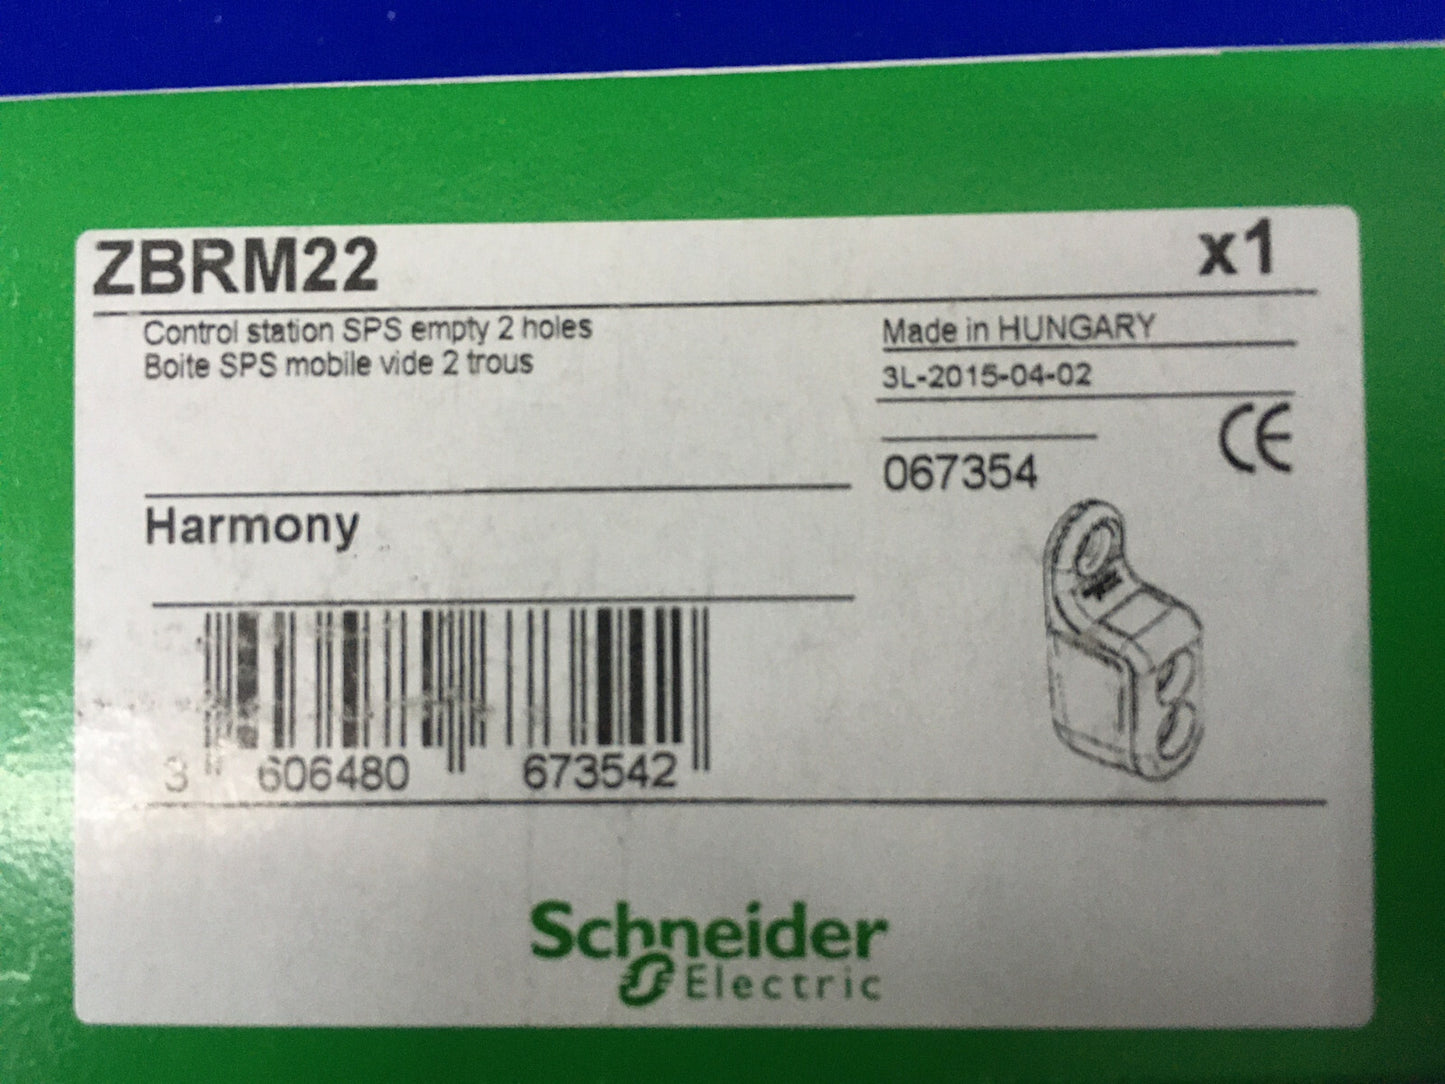 ZBRM22 x1
Control station SPS empty 2 holes
Boite SPS mobile vide 2 trous
Made in HUNGARY
3L-2015-04-02
CE
067354
Harmony
3 606480 673542
Schneider
Electric